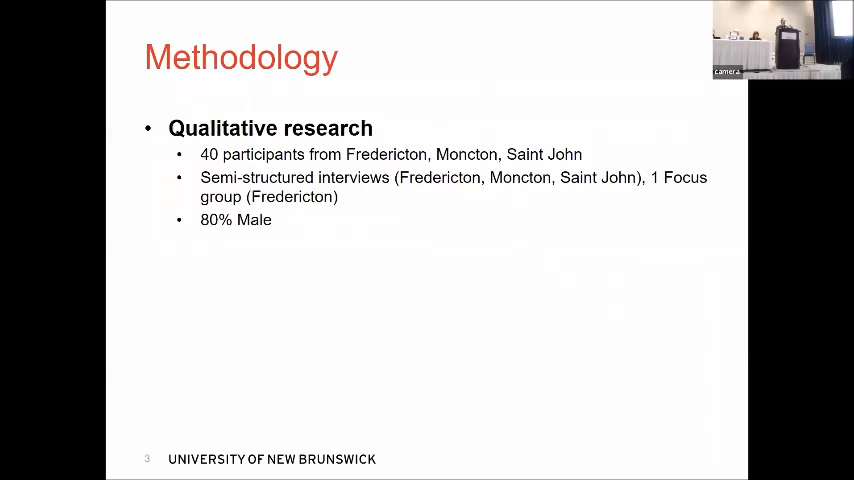 Methodology
camera
• Qualitative research
• 40 participants from Fredericton, Moncton, Saint John
• Semi-structured interviews (Fredericton, Moncton, Saint John), 1 Focus
group (Fredericton)
• 80% Male
3 UNIVERSITY OF NEW BRUNSWICK